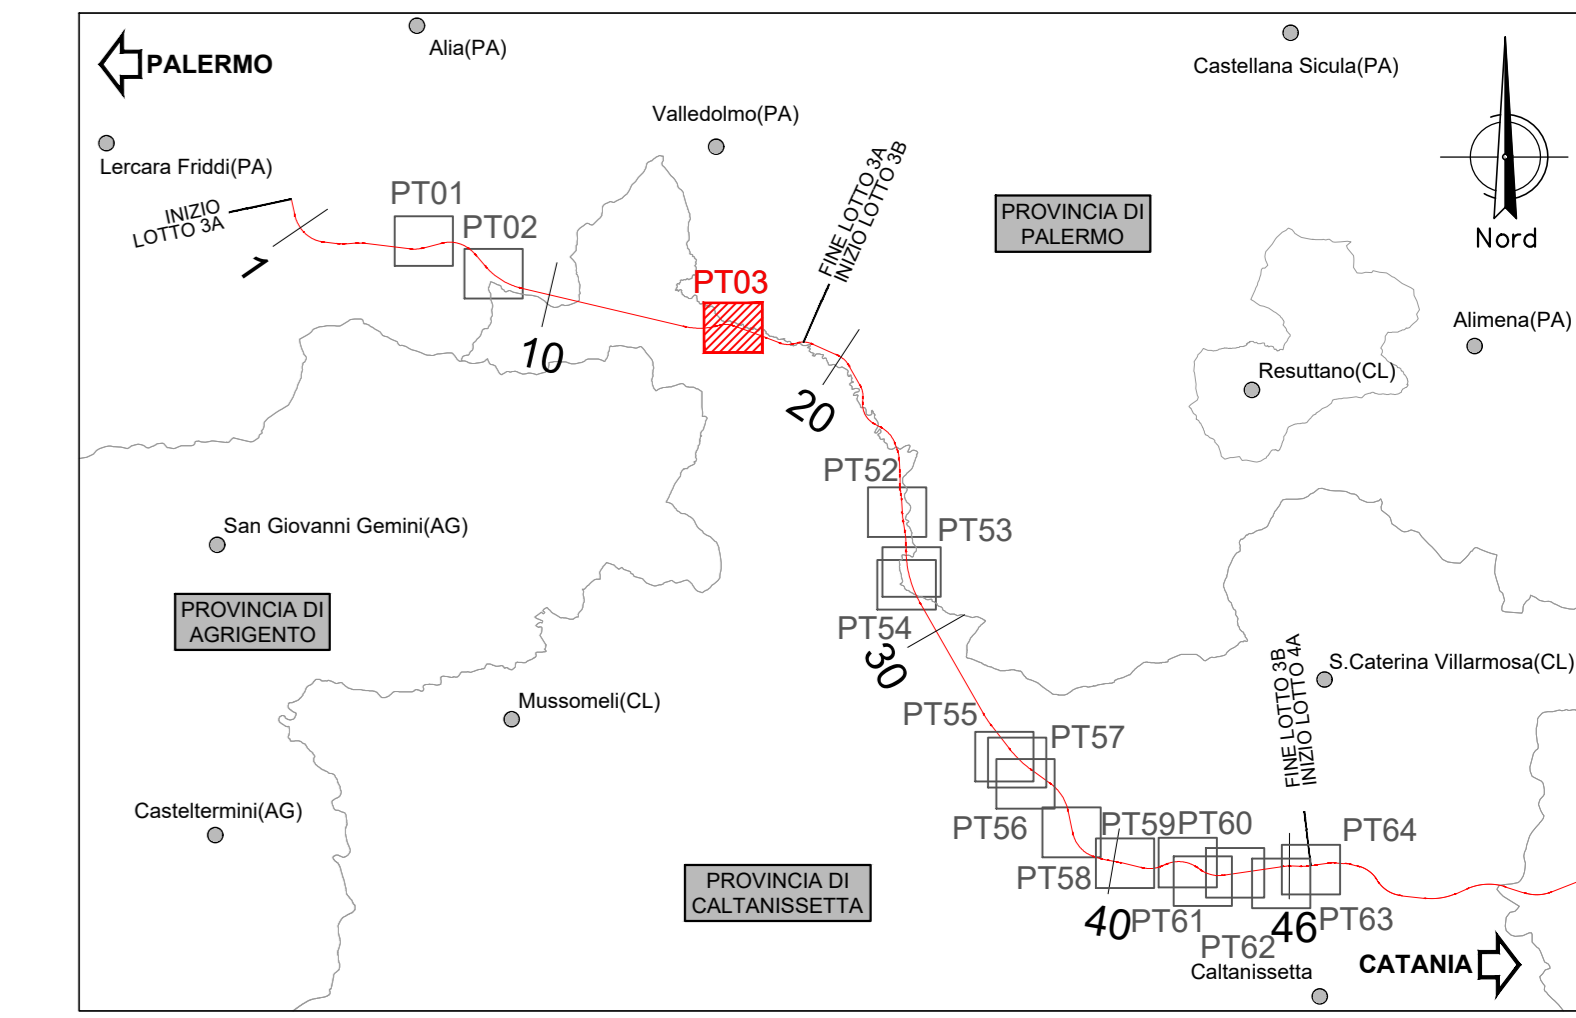 Alia(PA)
PALERMO
Castellana Sicula(PA)
Valledolmo(PA)
Lercara Friddi(PA)
PT01
INIZIO
LOTTO 3A
PT02
FINE LOTTO 3A
INIZIO LOTTO 3B
PROVINCIA DI
PALERMO
Nord
1
PT03
10
Alimena(PA)
Resuttano(CL)
20
PT52
San Giovanni Gemini(AG)
PT53
PROVINCIA DI
AGRIGENTO
PT54
30
FINE LOTTO 3B
INIZIO LOTTO 4A
S.Caterina Villarmosa(CL)
Mussomeli(CL)
PT55
PT57
Casteltermini(AG)
PT56
PT59
PT60
PT64
PROVINCIA DI
CALTANISSETTA
PT58
40
PT61
46
PT63
PT62
Caltanissetta
CATANIA